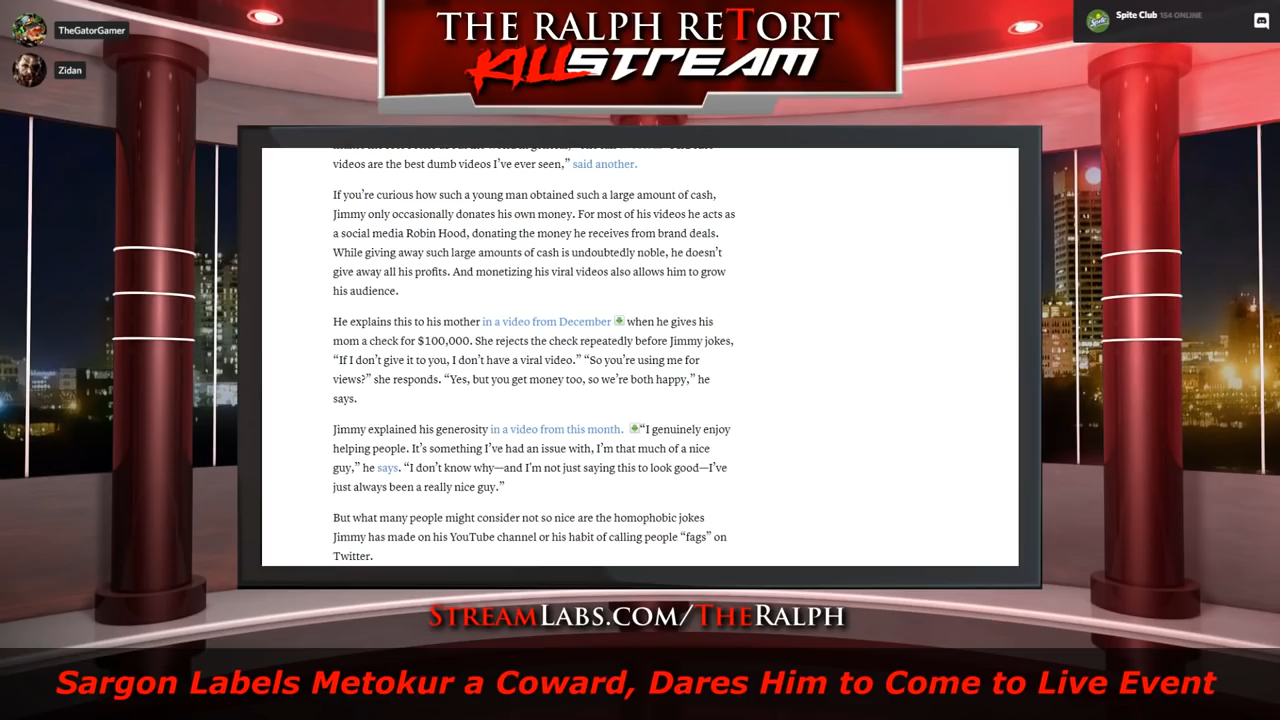 TheGatorGamer
Zidan
THE RALPH RETORT
KILLSTREAM
Spite Club 154 ONLINE
videos are the best dumb videos I’ve ever seen,” said another.
If you’re curious how such a young man obtained such a large amount of cash,
Jimmy only occasionally donates his own money. For most of his videos he acts as
a social media Robin Hood, donating the money he receives from brand deals.
While giving away such large amounts of cash is undoubtedly noble, he doesn’t
give away all his profits. And monetizing his viral videos also allows him to grow
his audience.
He explains this to his mother in a video from December when he gives his
mom a check for $100,000. She rejects the check repeatedly before Jimmy jokes,
“If I don’t give it to you, I don’t have a viral video.” “So you’re using me for
views?” she responds. “Yes, but you get money too, so we’re both happy,” he
says.
Jimmy explained his generosity in a video from this month. “I genuinely enjoy
helping people. It’s something I’ve had an issue with, I’m that much of a nice
guy,” he says. “I don’t know why—and I’m not just saying this to look good—I’ve
just always been a really nice guy.”
But what many people might consider not so nice are the homophobic jokes
Jimmy has made on his YouTube channel or his habit of calling people “fags” on
Twitter.
STREAMLABS.COM/THERALPH
Sargon Labels Metokur a Coward, Dares Him to Come to Live Event